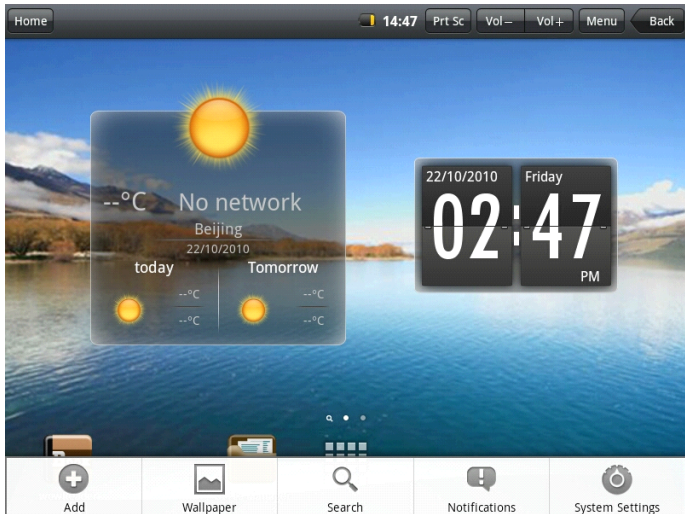 Home
14:47
Prt Sc
Vol–
Vol+
Menu
Back
--°C
No network
Beijing
22/10/2010
today
Tomorrow
--°C
--°C
--°C
--°C
22/10/2010
Friday
02:47
PM
Add
Wallpaper
Search
Notifications
System Settings